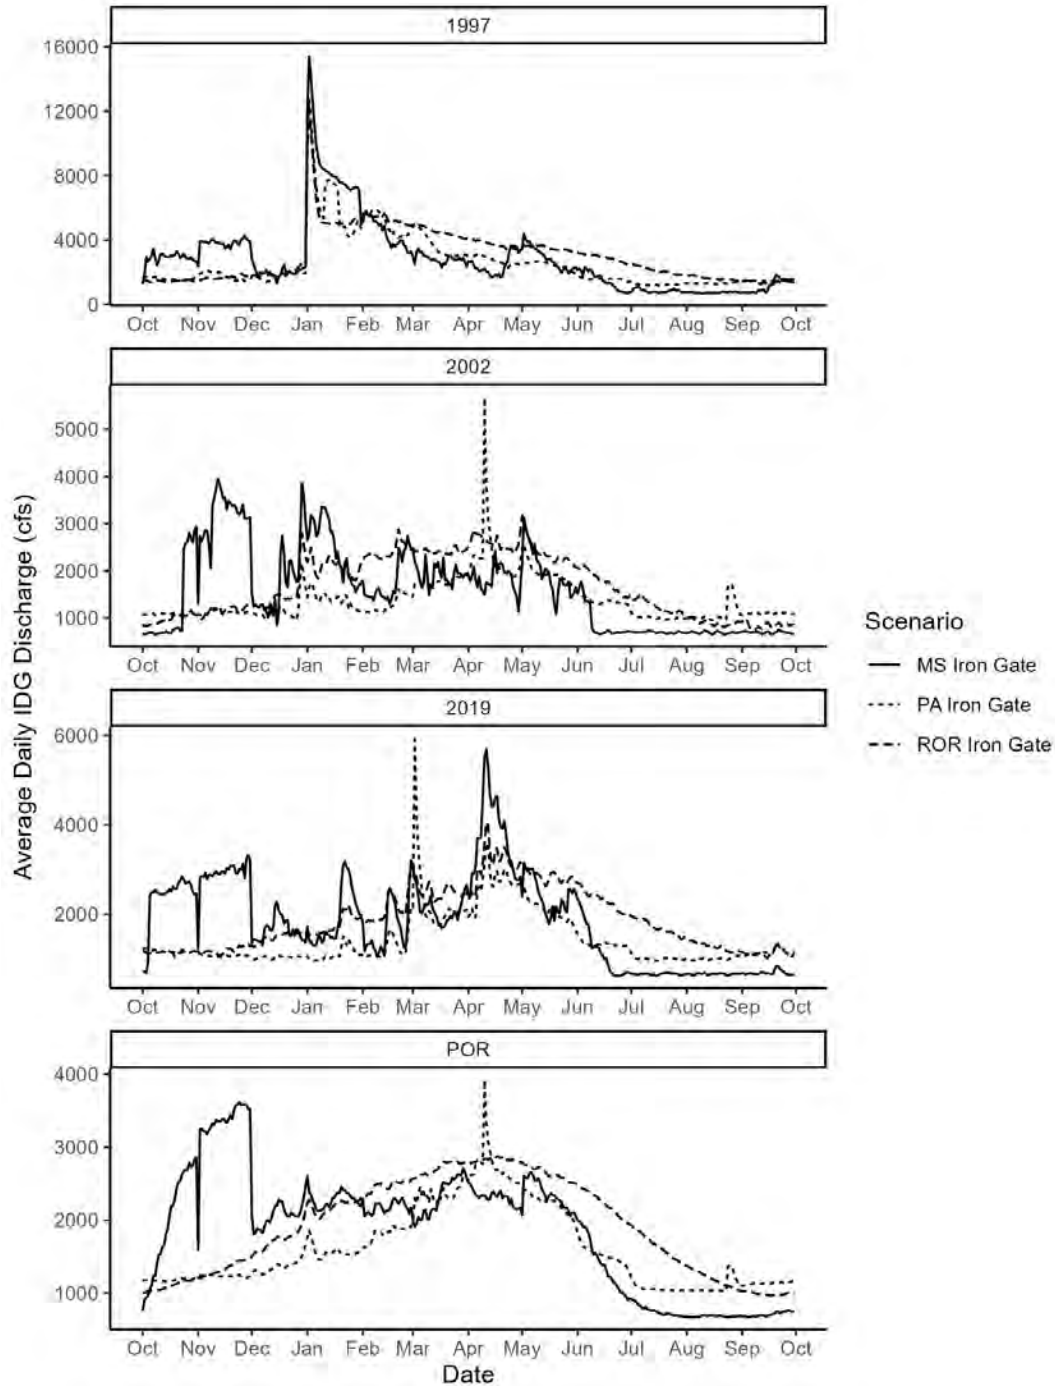 1997
16000
12000
8000
4000
0
Oct Nov Dec Jan Feb Mar Apr May Jun Jul Aug Sep Oct
2002
5000
4000
3000
2000
1000
Oct Nov Dec Jan Feb Mar Apr May Jun Jul Aug Sep Oct
2019
6000
4000
2000
Oct Nov Dec Jan Feb Mar Apr May Jun Jul Aug Sep Oct
POR
4000
3000
2000
1000
Oct Nov Dec Jan Feb Mar Apr May Jun Jul Aug Sep Oct
Date
Average Daily IDG Discharge (cfs)
Scenario
MS Iron Gate
PA Iron Gate
ROR Iron Gate